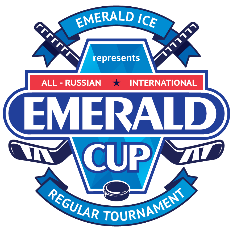 EMERALD ICE
represents
ALL - RUSSIAN ★ INTERNATIONAL
EMERALD
CUP
REGULAR TOURNAMENT